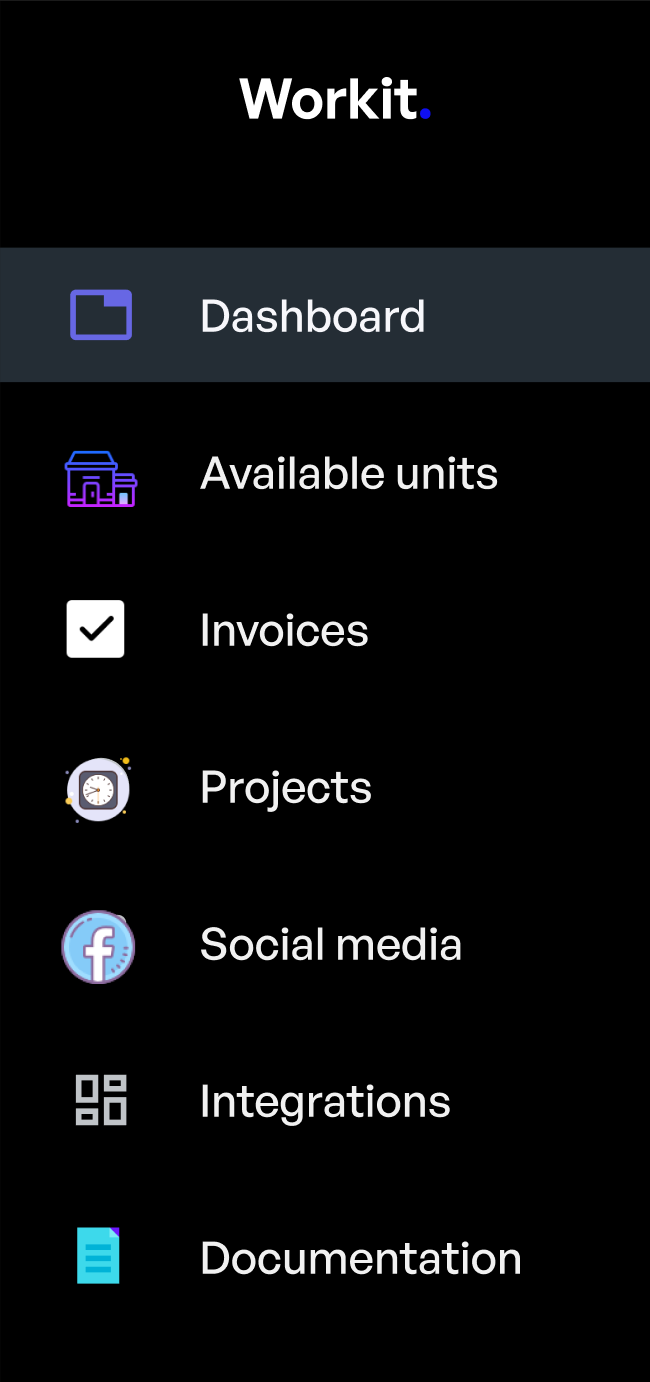 Workit.
Dashboard
Available units
Invoices
Projects
Social media
Integrations
Documentation